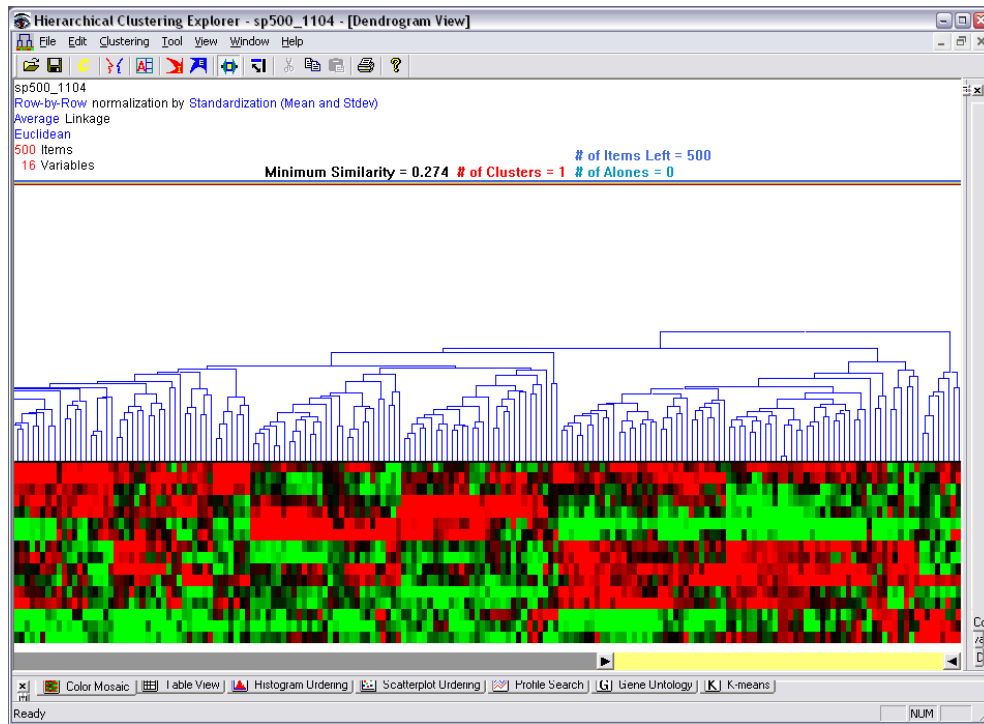 Hierarchical Clustering Explorer - sp500_1104 - [Dendrogram View]
File Edit Clustering Tool View Window Help
sp500_1104
Row-by-Row normalization by Standardization (Mean and Stdev)
Average Linkage
Euclidean
500 Items
16 Variables
# of Items Left = 500
Minimum Similarity = 0.274 # of Clusters = 1 # of Alones = 0
Co
D
Color Mosaic Table View Histogram Ordering Scatterplot Ordering Profile Search G Gene Ontology K K-means
Ready NUM